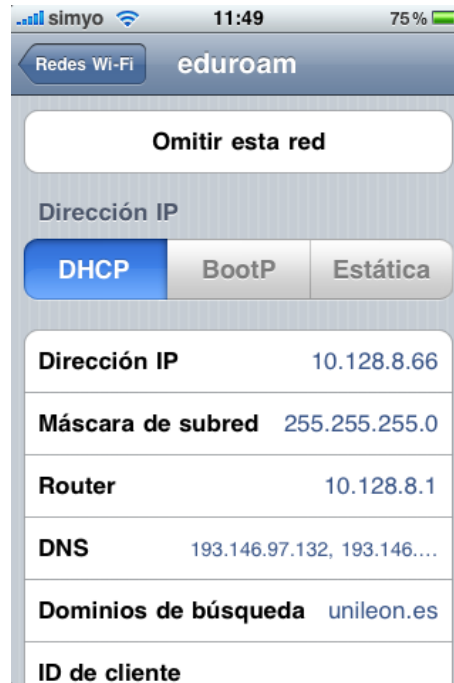 simyo 11:49 75 %
Redes Wi-Fi eduroam
Omitir esta red
Dirección IP
DHCP BootP Estática
Dirección IP 10.128.8.66
Máscara de subred 255.255.255.0
Router 10.128.8.1
DNS 193.146.97.132, 193.146....
Dominios de búsqueda unileon.es
ID de cliente